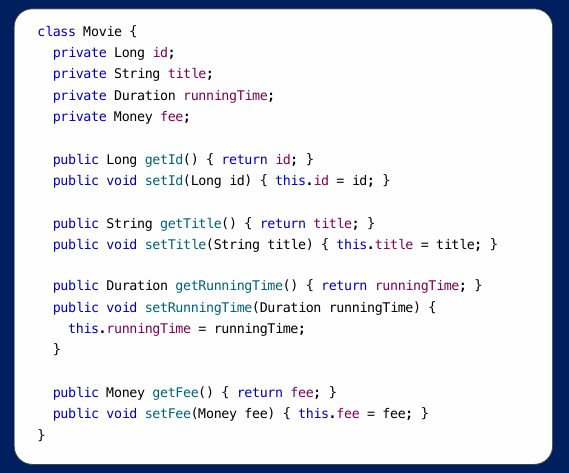 class Movie {
  private Long id;
  private String title;
  private Duration runningTime;
  private Money fee;

  public Long getId() { return id; }
  public void setId(Long id) { this.id = id; }

  public String getTitle() { return title; }
  public void setTitle(String title) { this.title = title; }

  public Duration getRunningTime() { return runningTime; }
  public void setRunningTime(Duration runningTime) {
    this.runningTime = runningTime;
  }

  public Money getFee() { return fee; }
  public void setFee(Money fee) { this.fee = fee; }
}